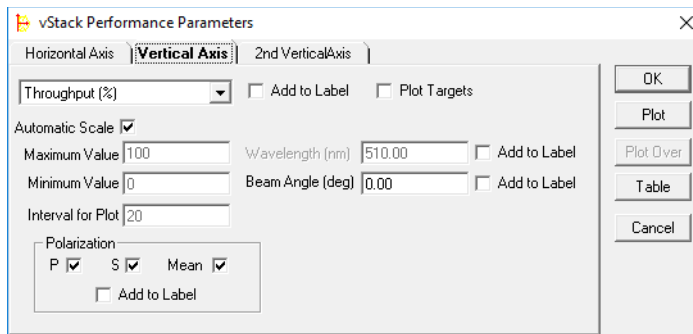 vStack Performance Parameters
Horizontal Axis Vertical Axis 2nd VerticalAxis
Throughput (%) Add to Label Plot Targets OK
Automatic Scale Plot
Maximum Value 100 Wavelength (nm) 510.00 Add to Label Plot Over
Minimum Value 0 Beam Angle (deg) 0.00 Add to Label Table
Interval for Plot 20 Cancel
Polarization
P S Mean
Add to Label